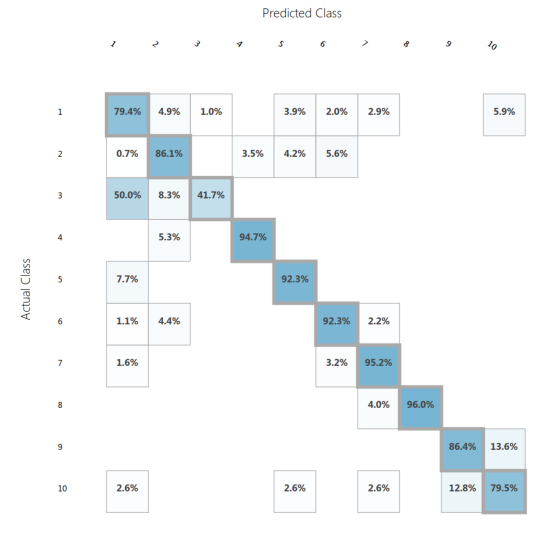 Predicted Class
1 2 3 4 5 6 7 8 9 10
1 79.4% 4.9% 1.0% 3.9% 2.0% 2.9% 5.9%
2 0.7% 86.1% 3.5% 4.2% 5.6%
3 50.0% 8.3% 41.7%
4 5.3% 94.7%
Actual Class
5 7.7% 92.3%
6 1.1% 4.4% 92.3% 2.2%
7 1.6% 3.2% 95.2%
8 4.0% 96.0%
9 86.4% 13.6%
10 2.6% 2.6% 2.6% 12.8% 79.5%